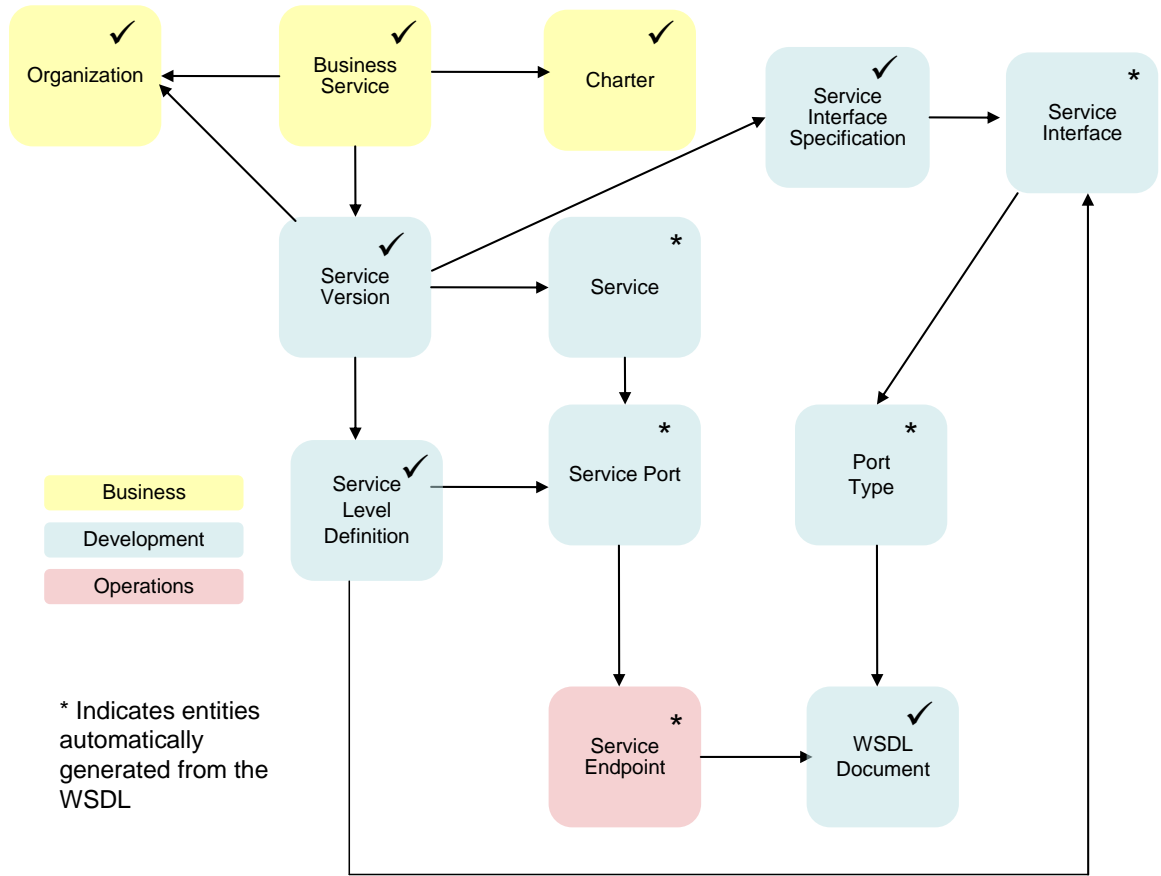 ✓
Organization
✓
Business
Service
✓
Charter
✓
Service
Interface
Specification
*
Service
Interface
✓
Service
Version
*
Service
✓
Service
Level
Definition
*
Service Port
*
Port
Type
Business
Development
Operations
* Indicates entities
automatically
generated from the
WSDL
*
Service
Endpoint
✓
WSDL
Document